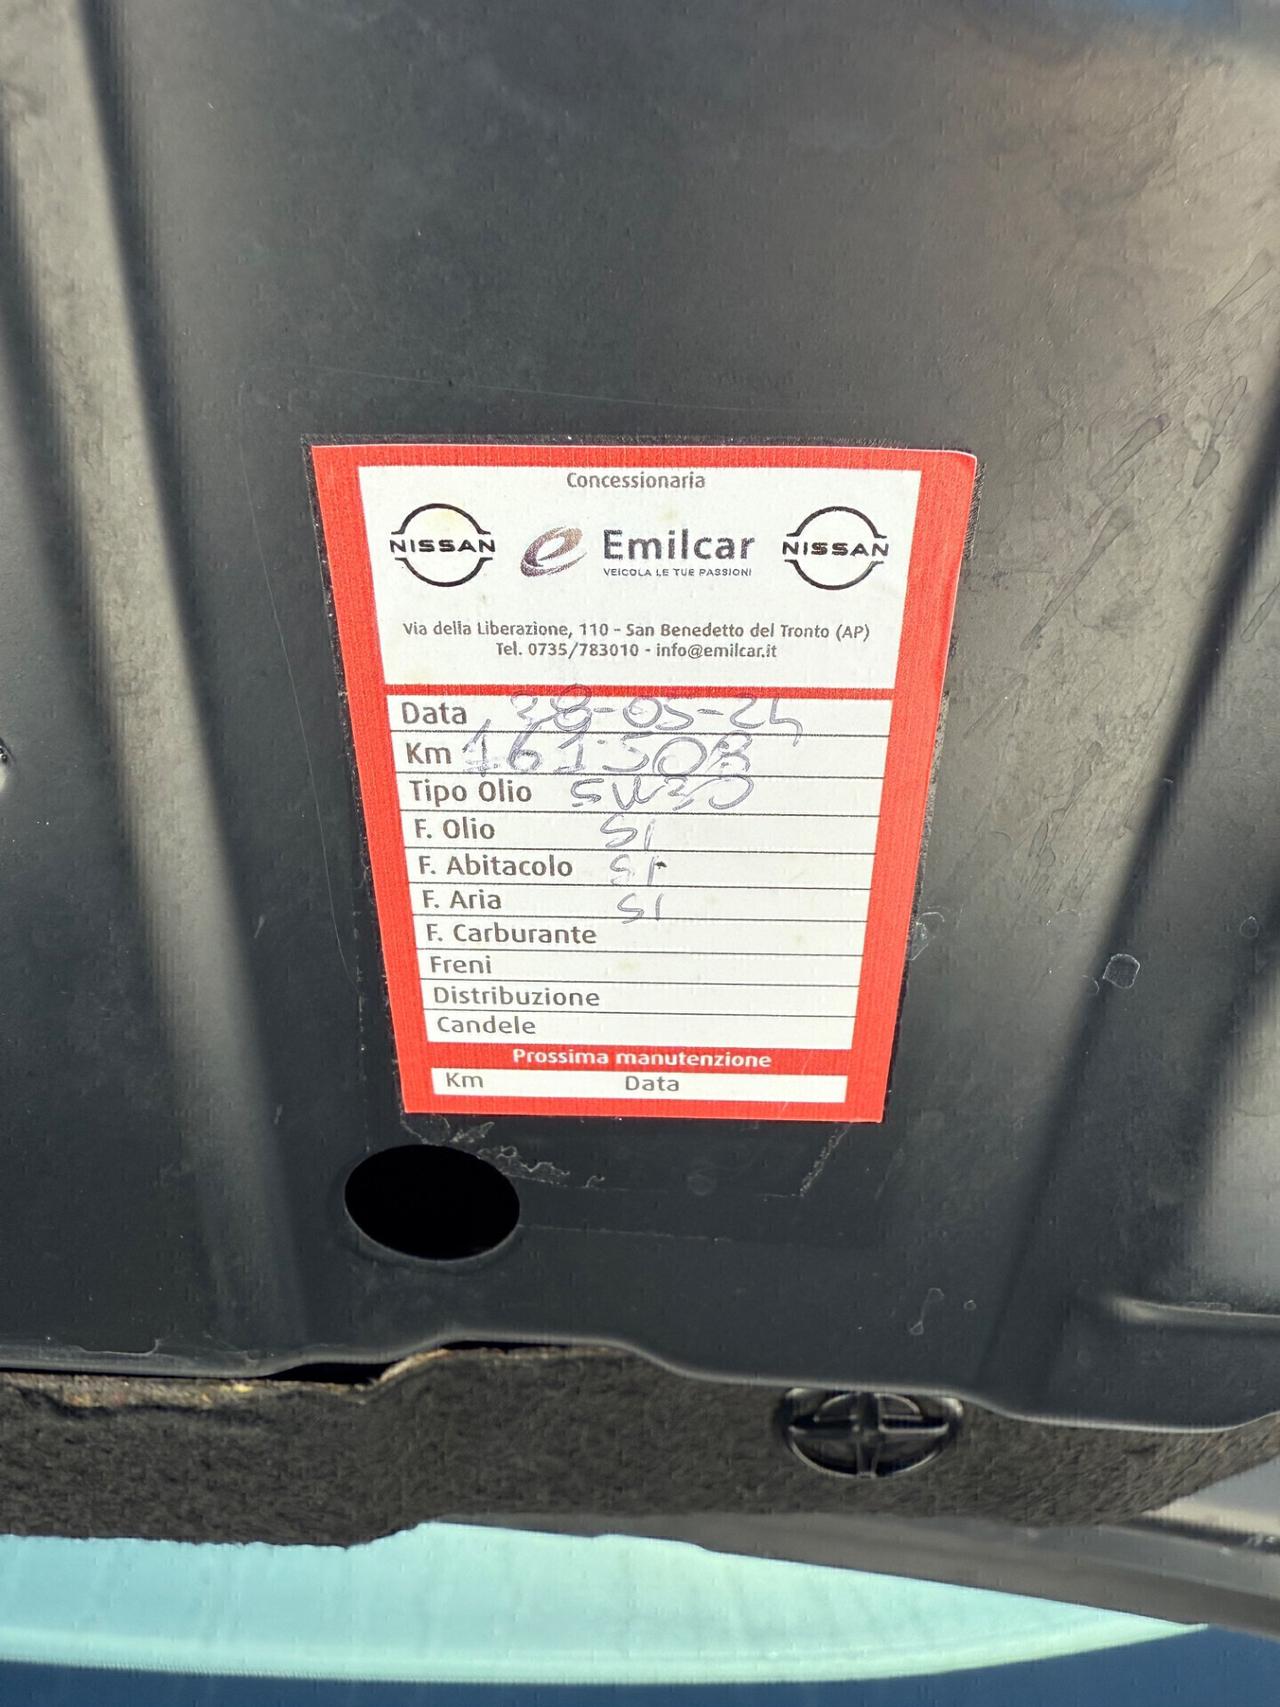 Concessionaria
NISSAN Emilcar NISSAN
VEICOLA LE TUE PASSIONI
Via della Liberazione, 110 - San Benedetto del Tronto (AP)
Tel. 0735/783010 - info@emilcar.it
Data 28-05-24
Km 161508
Tipo Olio 5W30
F. Olio SI
F. Abitacolo SI
F. Aria SI
F. Carburante
Freni
Distribuzione
Candele
Prossima manutenzione
Km Data